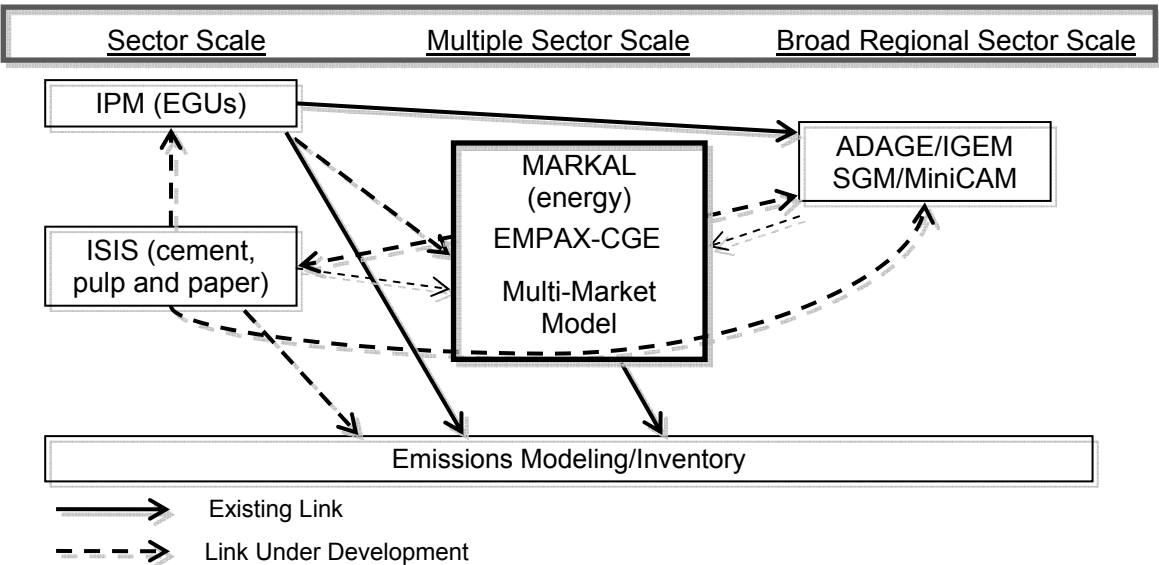 Sector Scale Multiple Sector Scale Broad Regional Sector Scale
IPM (EGUs)
ISIS (cement,
pulp and paper)
MARKAL
(energy)
EMPAX-CGE
Multi-Market
Model
ADAGE/IGEM
SGM/MiniCAM
Emissions Modeling/Inventory
Existing Link
Link Under Development